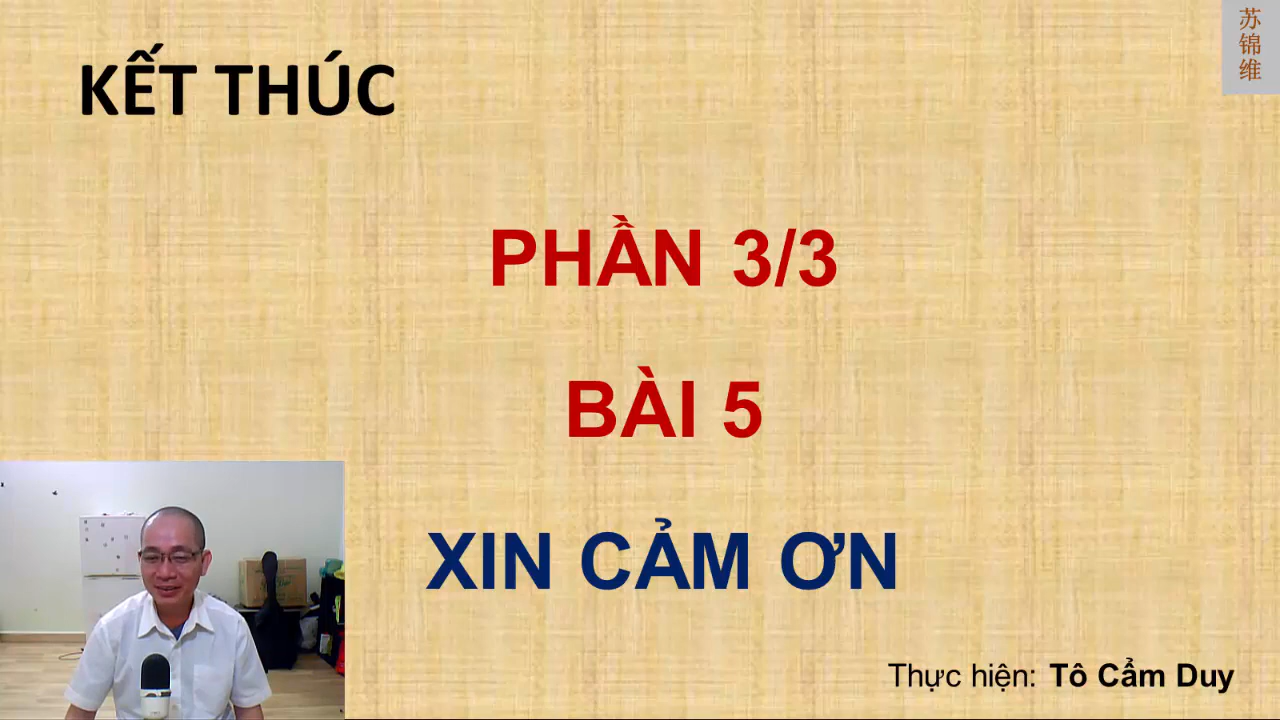 KẾT THÚC
苏锦维
PHẦN 3/3
BÀI 5
XIN CẢM ƠN
Thực hiện: Tô Cẩm Duy